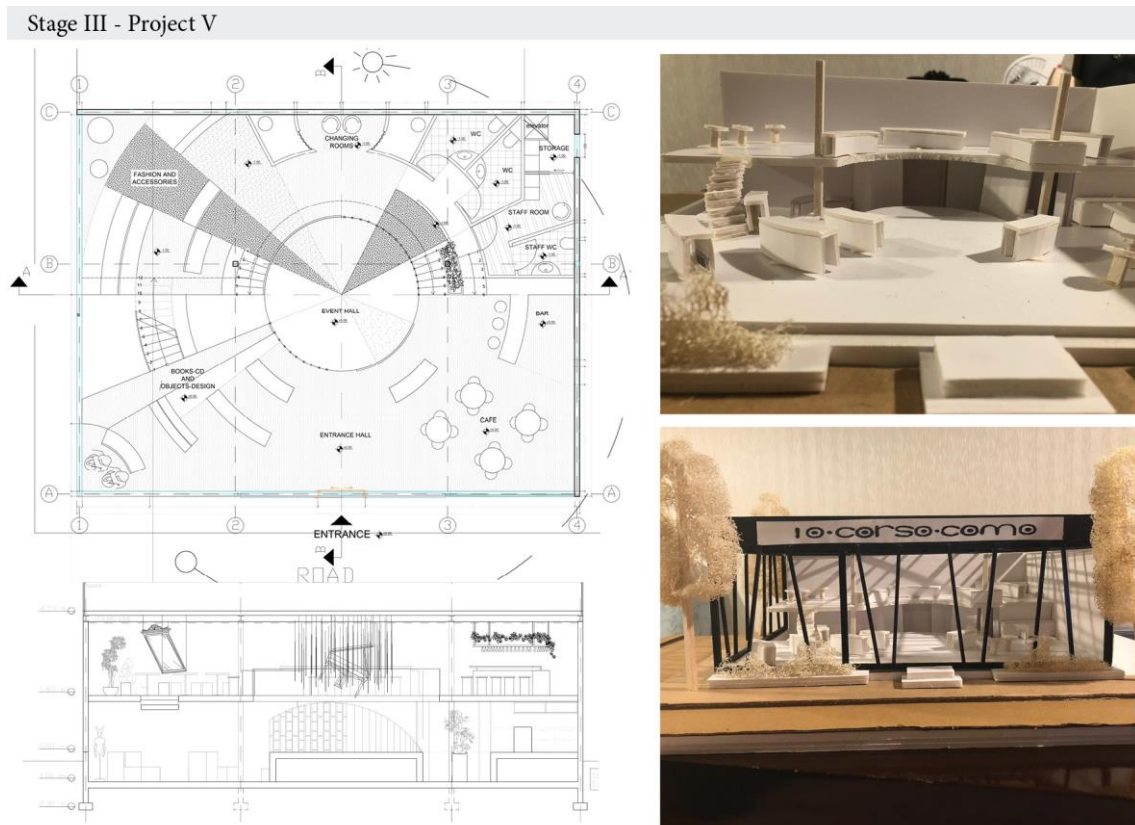 Stage III - Project V
1
2
3
4
B
C
C
CHANGING
ROOMS
WC
elevator
STORAGE
FASHION AND
ACCESSORIES
WC
STAFF ROOM
STAFF WC
B
B
A
A
EVENT HALL
BAR
BOOKS-CD
AND
OBJECTS-DESIGN
CAFE
ENTRANCE HALL
A
A
1
2
3
4
ENTRANCE
B
ROAD
10·corso·como